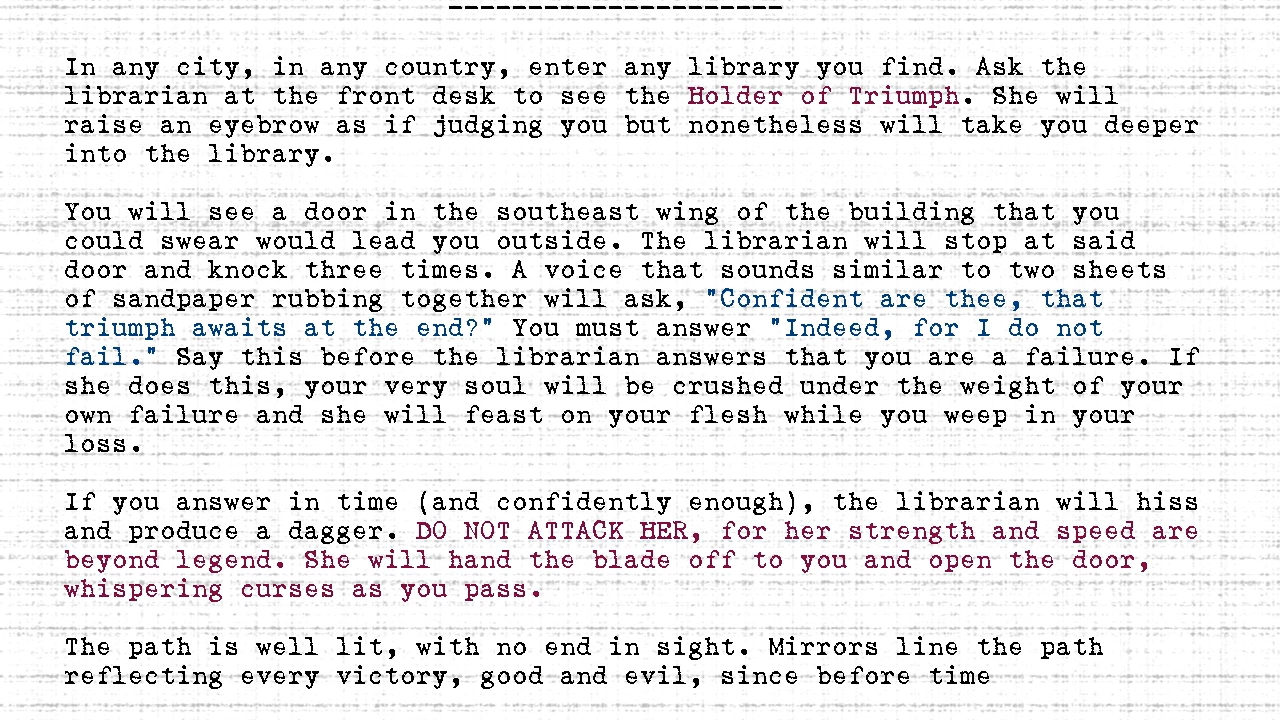 ---------------------
In any city, in any country, enter any library you find. Ask the
librarian at the front desk to see the Holder of Triumph. She will
raise an eyebrow as if judging you but nonetheless will take you deeper
into the library.
You will see a door in the southeast wing of the building that you
could swear would lead you outside. The librarian will stop at said
door and knock three times. A voice that sounds similar to two sheets
of sandpaper rubbing together will ask, "Confident are thee, that
triumph awaits at the end?" You must answer "Indeed, for I do not
fail." Say this before the librarian answers that you are a failure. If
she does this, your very soul will be crushed under the weight of your
own failure and she will feast on your flesh while you weep in your
loss.
If you answer in time (and confidently enough), the librarian will hiss
and produce a dagger. DO NOT ATTACK HER, for her strength and speed are
beyond legend. She will hand the blade off to you and open the door,
whispering curses as you pass.
The path is well lit, with no end in sight. Mirrors line the path
reflecting every victory, good and evil, since before time